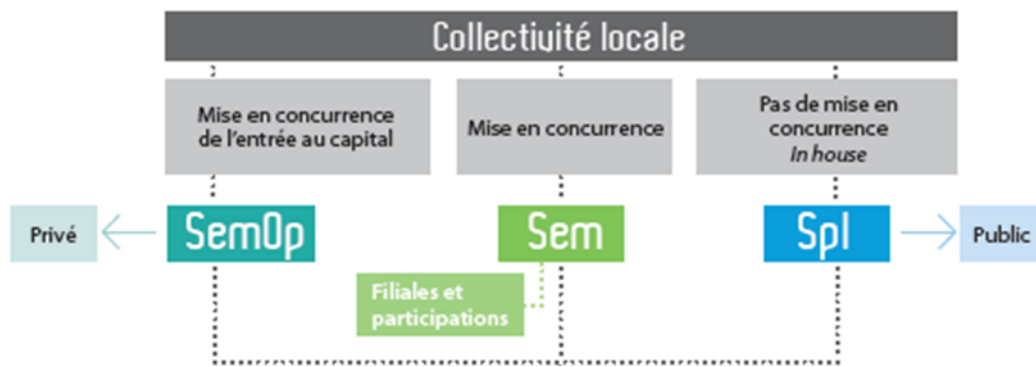 Collectivité locale
Mise en concurrence
de l'entrée au capital
Mise en concurrence
Pas de mise en
concurrence
In house
Privé
SemOp
Sem
Spl
Public
Filiales et
participations